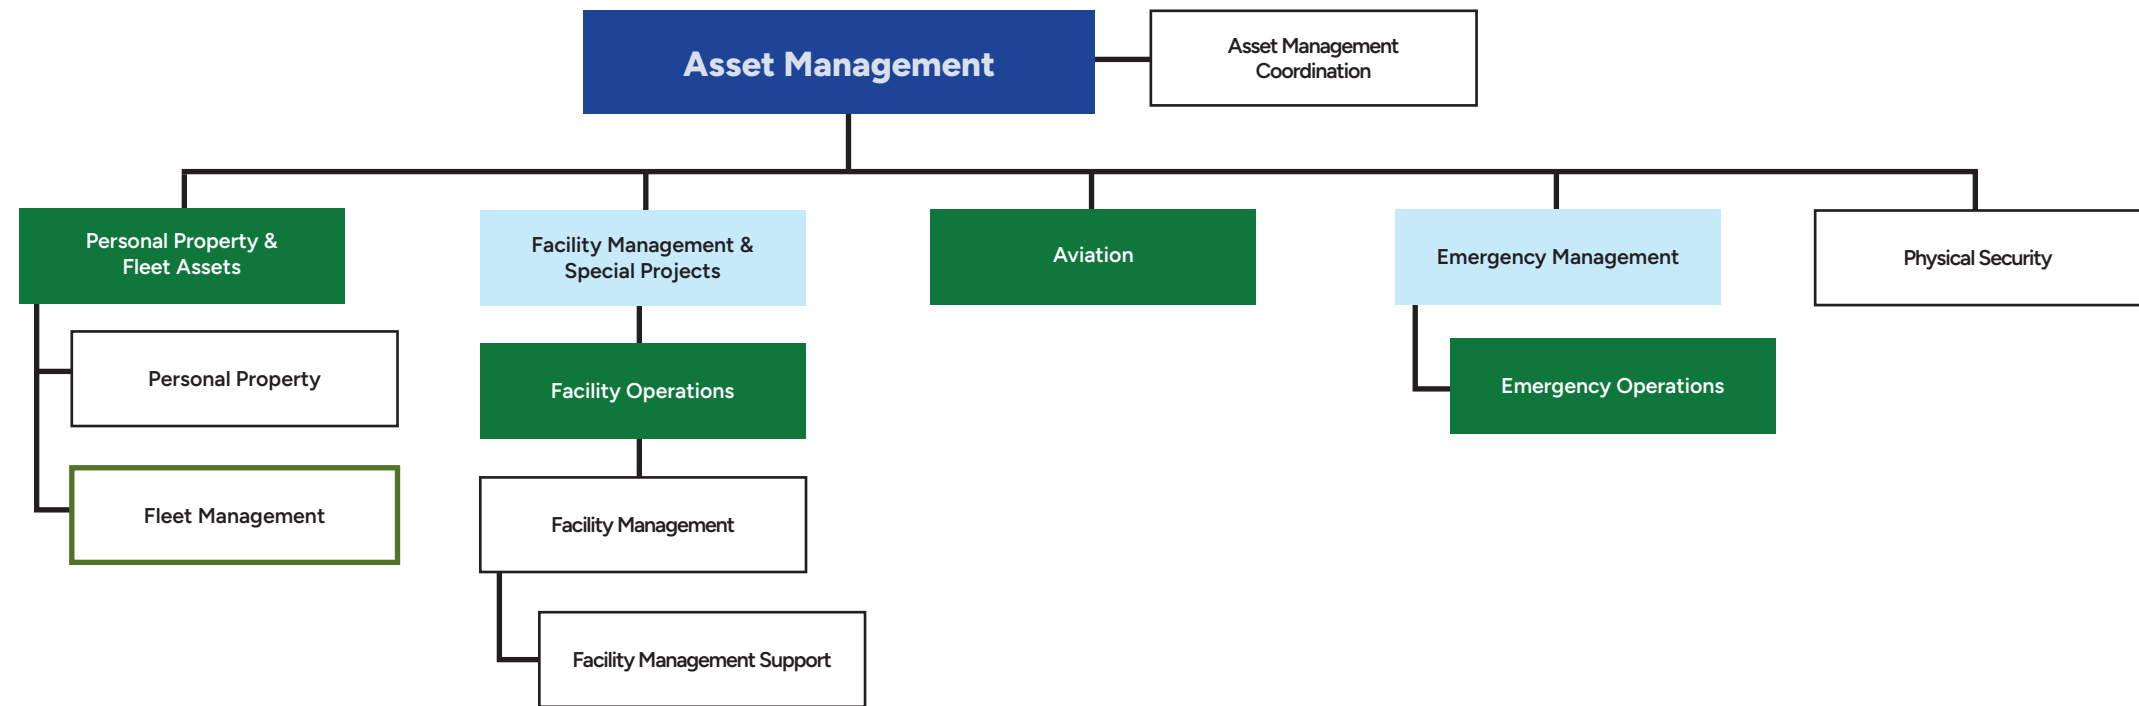 Asset Management
Asset Management
Coordination
Personal Property &
Fleet Assets
Facility Management &
Special Projects
Aviation
Emergency Management
Physical Security
Personal Property
Facility Operations
Emergency Operations
Fleet Management
Facility Management
Facility Management Support